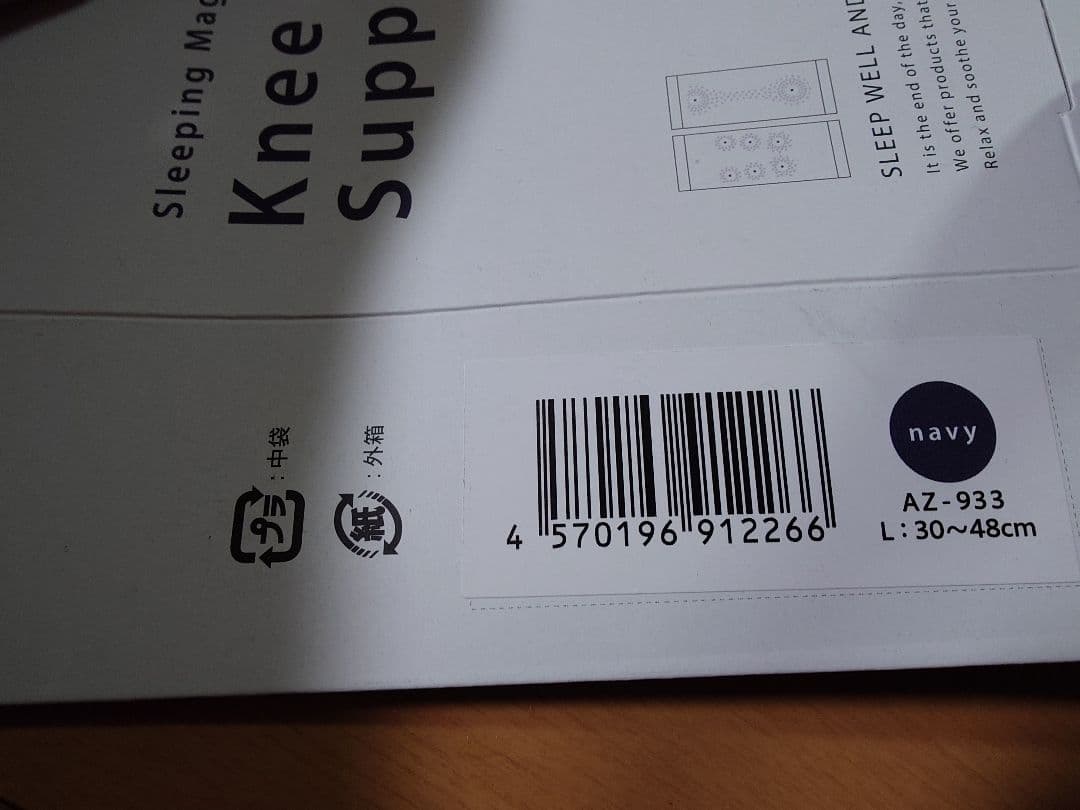 Sleeping Mag
Knee
Supp
SLEEP WELL AND
It is the end of the day,
We offer products that
Relax and soothe your
プラ : 中袋
紙 : 外箱
4 570196 912266
navy
AZ-933
L:30〜48cm